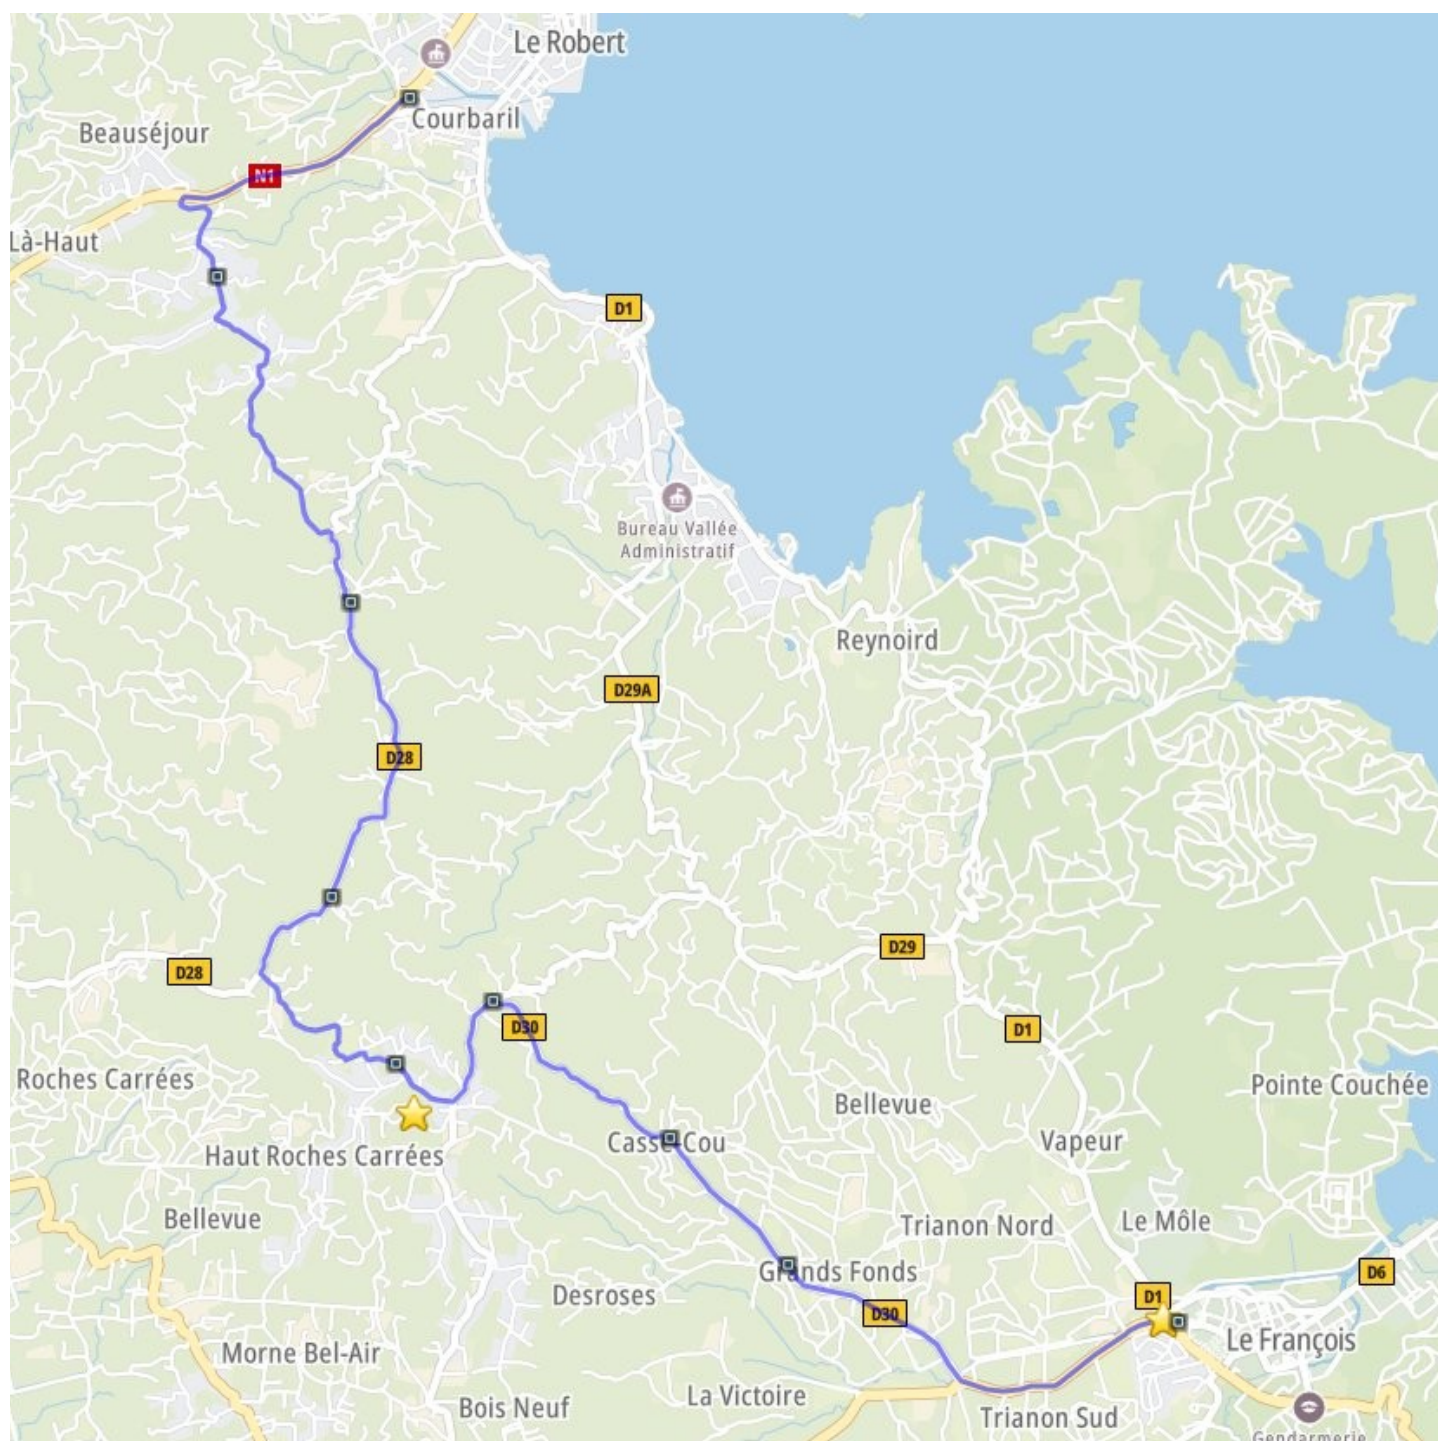 Le Robert
Courbaril
Beauséjour
N1
Là-Haut
D1
Bureau Vallée
Administratif
Reynoird
D29A
D28
D29
D28
D30
D1
Roches Carrées
Pointe Couchée
Bellevue
Casse-Cou
Vapeur
Haut Roches Carrées
Bellevue
Trianon Nord
Le Môle
Grands Fonds
D6
Desroses
D1
D30
Le François
Morne Bel-Air
La Victoire
Bois Neuf
Trianon Sud
Gendarmerie